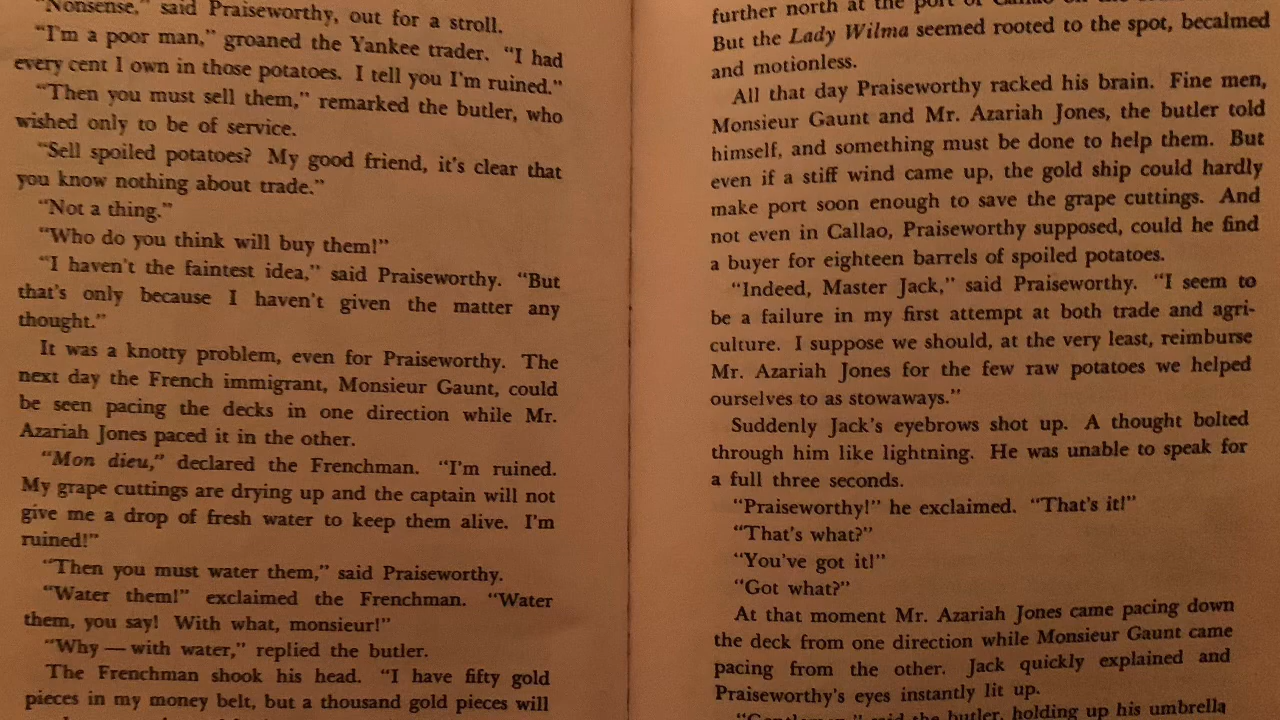 "Nonsense," said Praiseworthy, out for a stroll.
"I'm a poor man," groaned the Yankee trader. "I had
every cent I own in those potatoes. I tell you I'm ruined."
"Then you must sell them," remarked the butler, who
wished only to be of service.
"Sell spoiled potatoes? My good friend, it's clear that
you know nothing about trade."
"Not a thing."
"Who do you think will buy them!"
"I haven't the faintest idea," said Praiseworthy. "But
that's only because I haven't given the matter any
thought."
It was a knotty problem, even for Praiseworthy. The
next day the French immigrant, Monsieur Gaunt, could
be seen pacing the decks in one direction while Mr.
Azariah Jones paced it in the other.
"Mon dieu," declared the Frenchman. "I'm ruined.
My grape cuttings are drying up and the captain will not
give me a drop of fresh water to keep them alive. I'm
ruined!"
"Then you must water them," said Praiseworthy.
"Water them!" exclaimed the Frenchman. "Water
them, you say! With what, monsieur!"
"Why — with water," replied the butler.
The Frenchman shook his head. "I have fifty gold
pieces in my money belt, but a thousand gold pieces will
further north at the port of Callao on the
But the Lady Wilma seemed rooted to the spot, becalmed
and motionless.
All that day Praiseworthy racked his brain. Fine men,
Monsieur Gaunt and Mr. Azariah Jones, the butler told
himself, and something must be done to help them. But
even if a stiff wind came up, the gold ship could hardly
make port soon enough to save the grape cuttings. And
not even in Callao, Praiseworthy supposed, could he find
a buyer for eighteen barrels of spoiled potatoes.
"Indeed, Master Jack," said Praiseworthy. "I seem to
be a failure in my first attempt at both trade and agri-
culture. I suppose we should, at the very least, reimburse
Mr. Azariah Jones for the few raw potatoes we helped
ourselves to as stowaways."
Suddenly Jack's eyebrows shot up. A thought bolted
through him like lightning. He was unable to speak for
a full three seconds.
"Praiseworthy!" he exclaimed. "That's it!"
"That's what?"
"You've got it!"
"Got what?"
At that moment Mr. Azariah Jones came pacing down
the deck from one direction while Monsieur Gaunt came
pacing from the other. Jack quickly explained and
Praiseworthy's eyes instantly lit up.
said the butler, holding up his umbrella